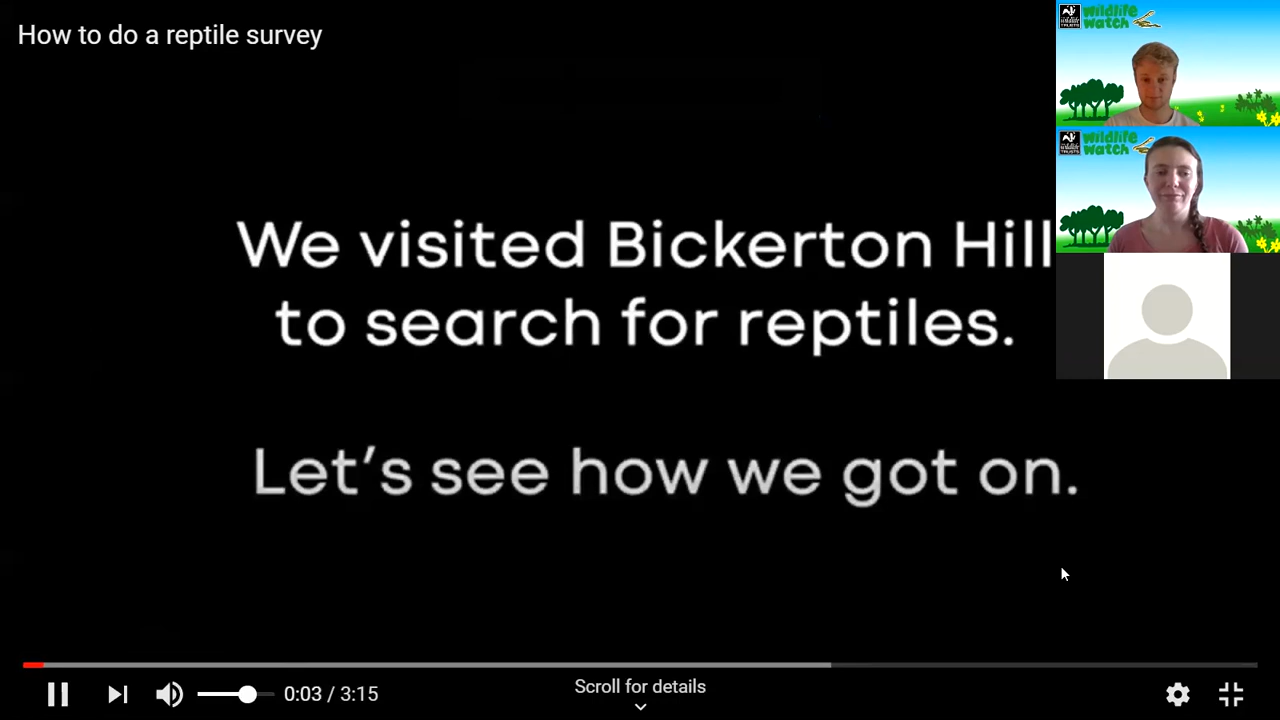 How to do a reptile survey
wildlife
watch
We visited Bickerton Hill
to search for reptiles.
wildlife
watch
Let's see how we got on.
0:03 / 3:15
Scroll for details